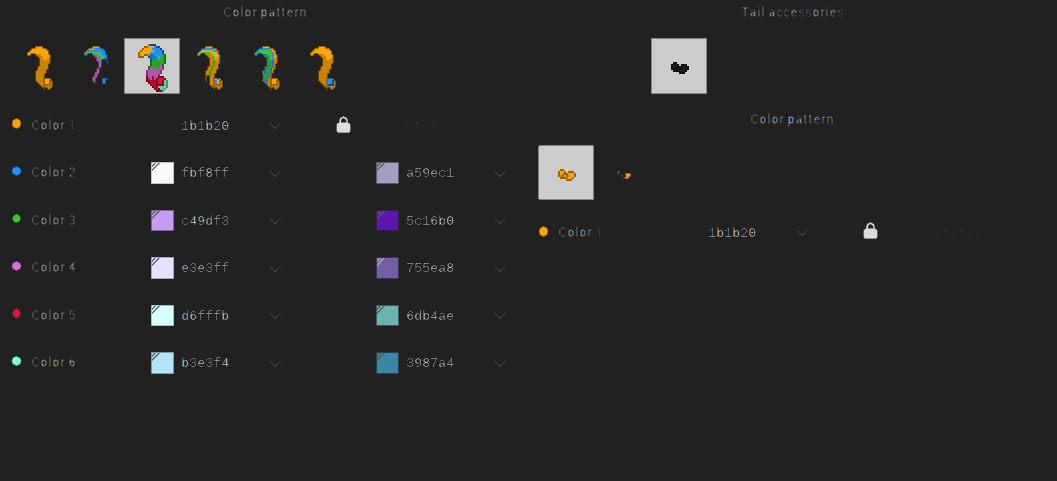 Color pattern
Color 1 1b1b20
Color 2 fbf8ff a59ec1
Color 3 c49df3 5c16b0
Color 4 e3e3ff 755ea8
Color 5 d6fffb 6db4ae
Color 6 b3e3f4 3987a4
Tail accessories
Color pattern
Color 1 1b1b20